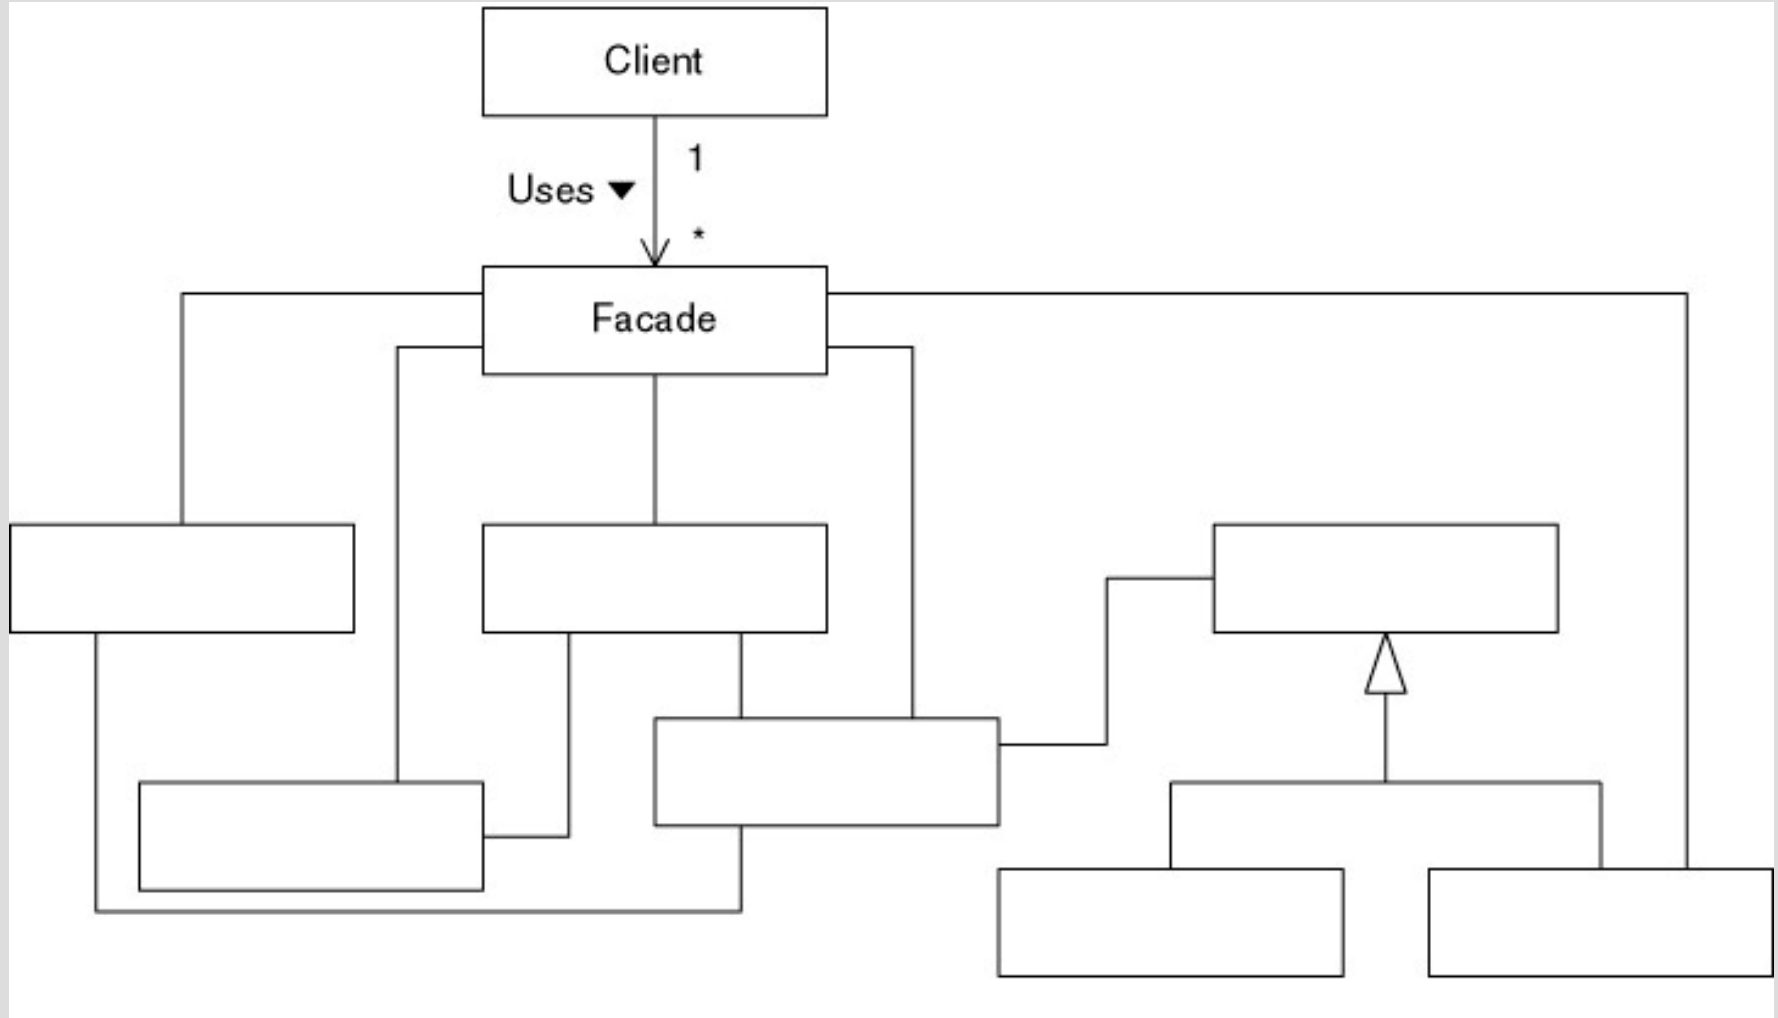 Client
1
Uses ▼
*
Facade